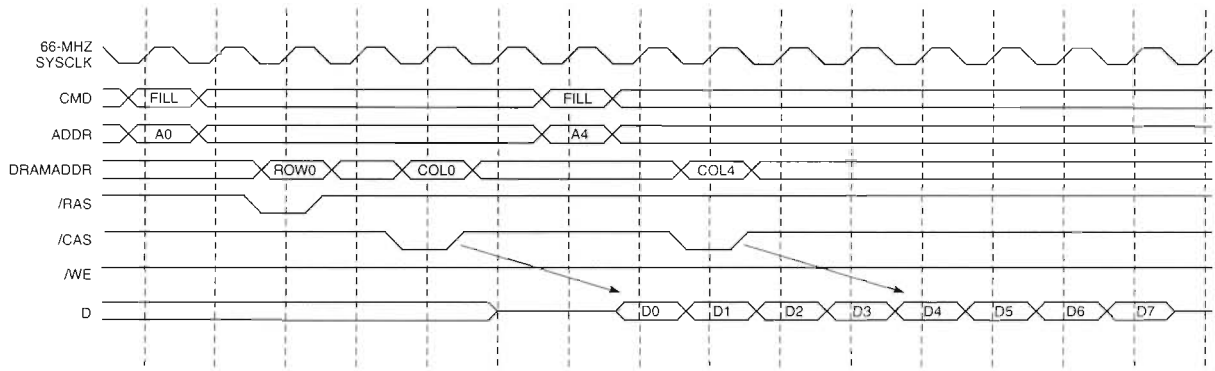 66-MHZ
SYSCLK
CMD FILL FILL
ADDR A0 A4
DRAMADDR ROW0 COL0 COL4
/RAS
/CAS
/WE
D D0 D1 D2 D3 D4 D5 D6 D7